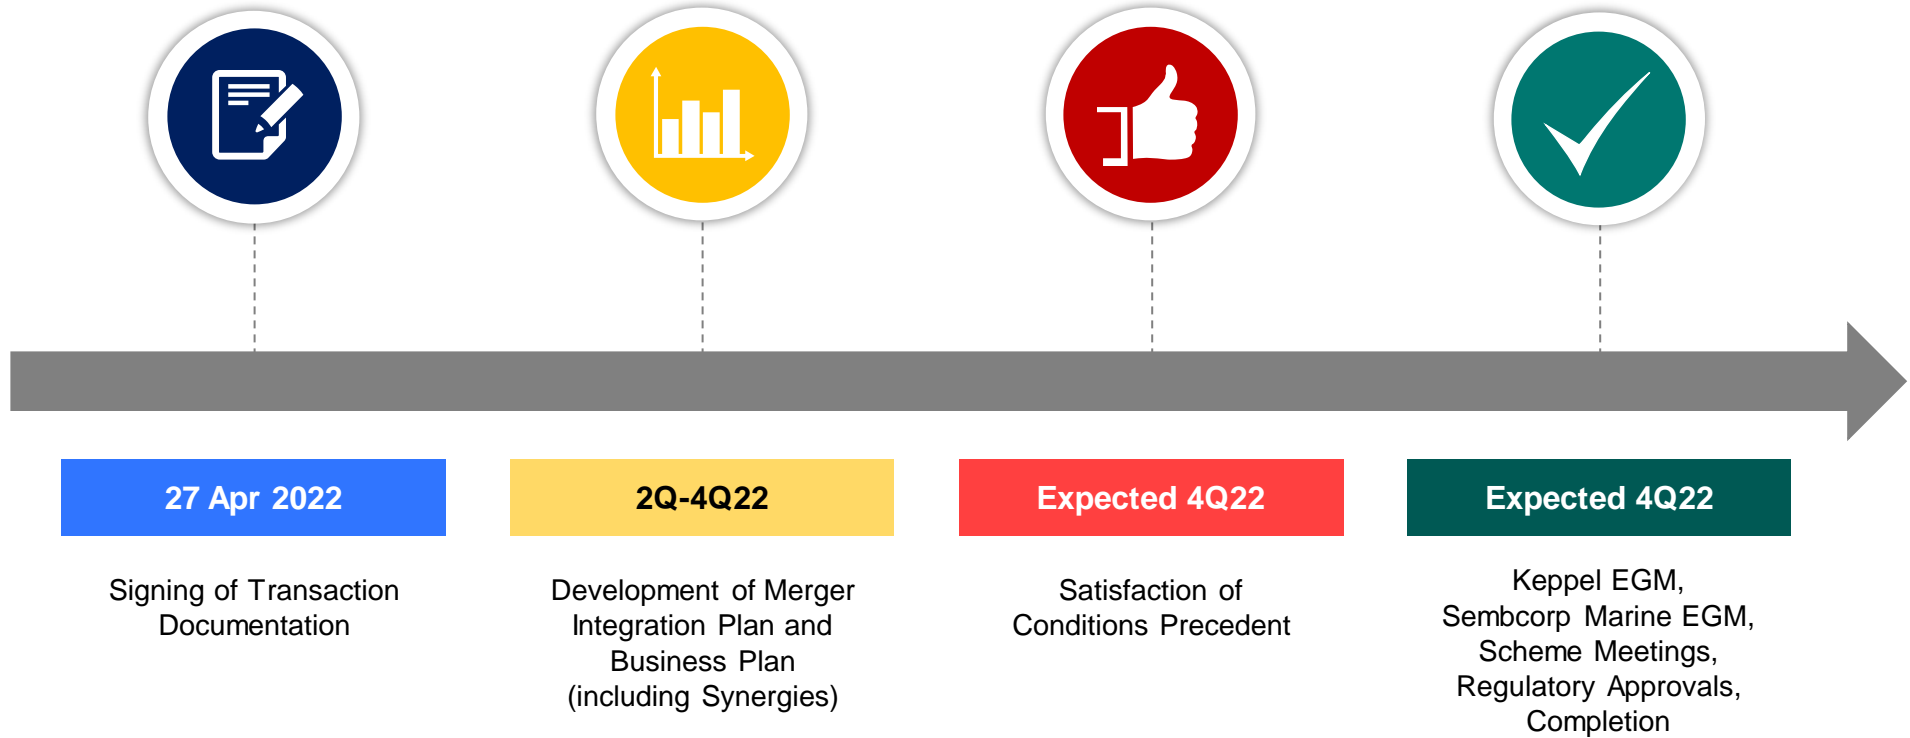 27 Apr 2022
Signing of Transaction
Documentation
2Q-4Q22
Development of Merger
Integration Plan and
Business Plan
(including Synergies)
Expected 4Q22
Satisfaction of
Conditions Precedent
Expected 4Q22
Keppel EGM,
Sembcorp Marine EGM,
Scheme Meetings,
Regulatory Approvals,
Completion